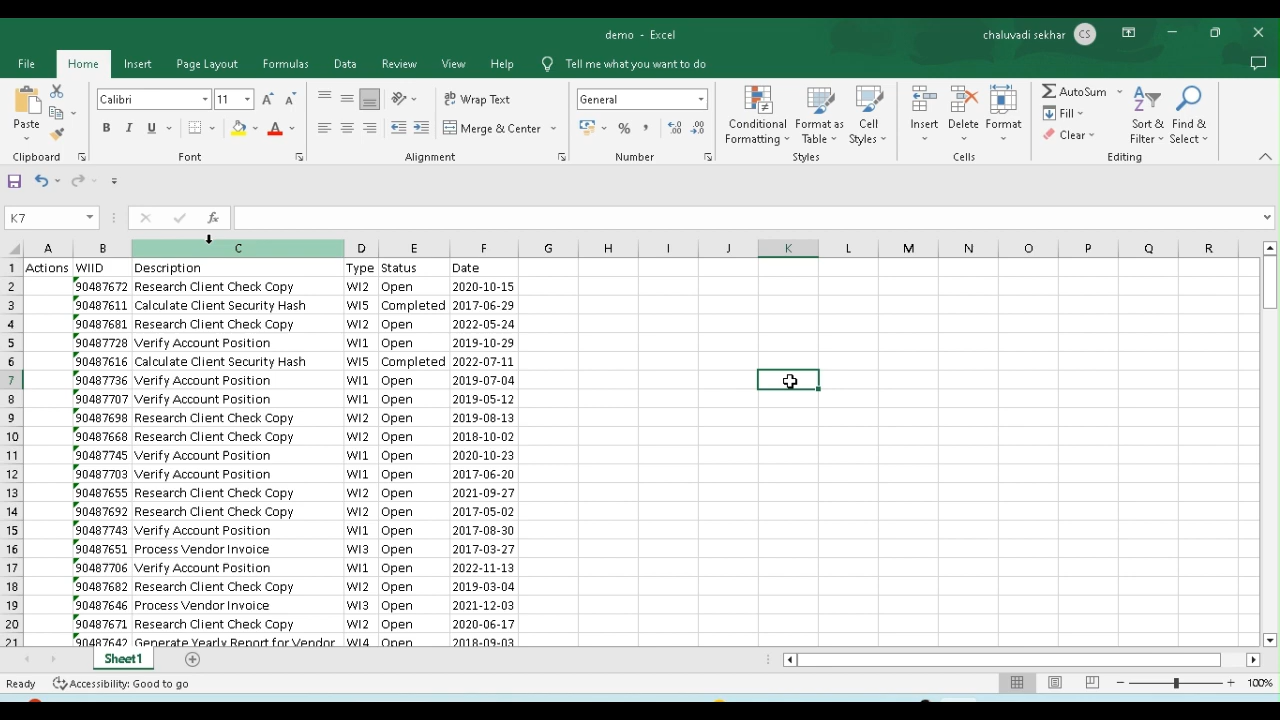 demo - Excel
chaluvadi sekhar CS
File Home Insert Page Layout Formulas Data Review View Help Tell me what you want to do
Paste
Clipboard
Calibri 11
B I U
Font
Wrap Text
Merge & Center
Alignment
General
Number
Conditional Formatting
Format as Table
Cell Styles
Styles
Insert Delete Format
Cells
AutoSum
Fill
Clear
Sort & Filter
Find & Select
Editing
K7 fx
A B C D E F G H I J K L M N O P Q R
1 Actions WIID Description Type Status Date
2 90487672 Research Client Check Copy WI2 Open 2020-10-15
3 90487611 Calculate Client Security Hash WI5 Completed 2017-06-29
4 90487681 Research Client Check Copy WI2 Open 2022-05-24
5 90487728 Verify Account Position WI1 Open 2019-10-29
6 90487616 Calculate Client Security Hash WI5 Completed 2022-07-11
7 90487736 Verify Account Position WI1 Open 2019-07-04
8 90487707 Verify Account Position WI1 Open 2019-05-12
9 90487698 Research Client Check Copy WI2 Open 2019-08-13
10 90487668 Research Client Check Copy WI2 Open 2018-10-02
11 90487745 Verify Account Position WI1 Open 2020-10-23
12 90487703 Verify Account Position WI1 Open 2017-06-20
13 90487655 Research Client Check Copy WI2 Open 2021-09-27
14 90487692 Research Client Check Copy WI2 Open 2017-05-02
15 90487743 Verify Account Position WI1 Open 2017-08-30
16 90487651 Process Vendor Invoice WI3 Open 2017-03-27
17 90487706 Verify Account Position WI1 Open 2022-11-13
18 90487682 Research Client Check Copy WI2 Open 2019-03-04
19 90487646 Process Vendor Invoice WI3 Open 2021-12-03
20 90487671 Research Client Check Copy WI2 Open 2020-06-17
21 90487642 Generate Yearly Report for Vendor WI4 Open 2018-09-03
Sheet1
Ready Accessibility: Good to go 100%